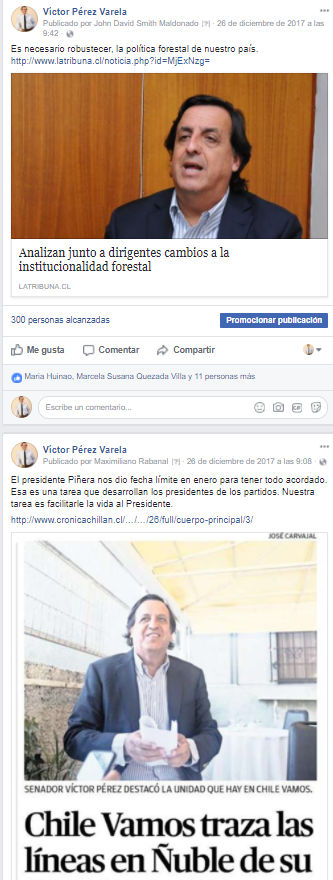 Víctor Pérez Varela
Publicado por John David Smith Maldonado [?] · 26 de diciembre de 2017 a las
9:42 ·
Es necesario robustecer, la política forestal de nuestro país.
http://www.latribuna.cl/noticia.php?id=MjExNzg=
Analizan junto a dirigentes cambios a la
institucionalidad forestal
LATRIBUNA.CL
300 personas alcanzadas
Promocionar publicación
Me gusta
Comentar
Compartir
Maria Huinao, Marcela Susana Quezada Villa y 11 personas más
Escribe un comentario...
GIF
Víctor Pérez Varela
Publicado por Maximiliano Rabanal [?] · 26 de diciembre de 2017 a las 9:08 ·
El presidente Piñera nos dio fecha límite en enero para tener todo acordado.
Esa es una tarea que desarrollan los presidentes de los partidos. Nuestra
tarea es facilitarle la vida al Presidente.
http://www.cronicachillan.cl/.../.../26/full/cuerpo-principal/3/
JOSÉ CARVAJAL
SENADOR VÍCTOR PÉREZ DESTACÓ LA UNIDAD QUE HAY EN CHILE VAMOS.
Chile Vamos traza las
líneas en Ñuble de su